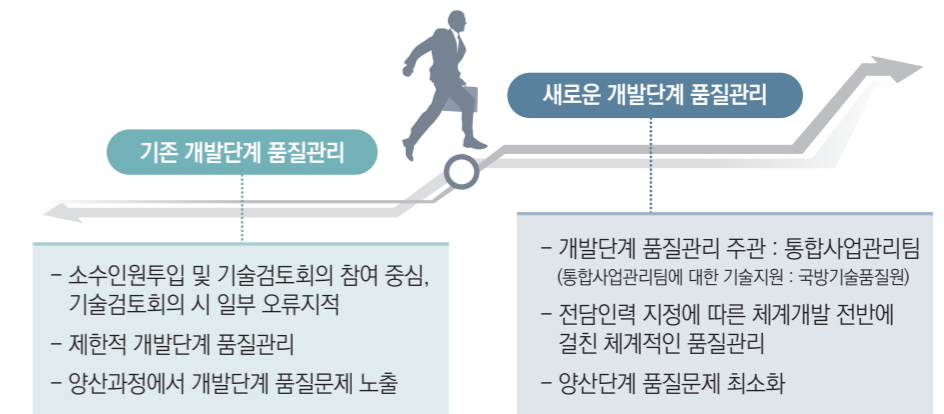 새로운 개발단계 품질관리
기존 개발단계 품질관리
- 소수인원투입 및 기술검토회의 참여 중심,
기술검토회의 시 일부 오류지적
- 제한적 개발단계 품질관리
- 양산과정에서 개발단계 품질문제 노출
- 개발단계 품질관리 주관 : 통합사업관리팀
(통합사업관리팀에 대한 기술지원 : 국방기술품질원)
- 전담인력 지정에 따른 체계개발 전반에
걸친 체계적인 품질관리
- 양산단계 품질문제 최소화